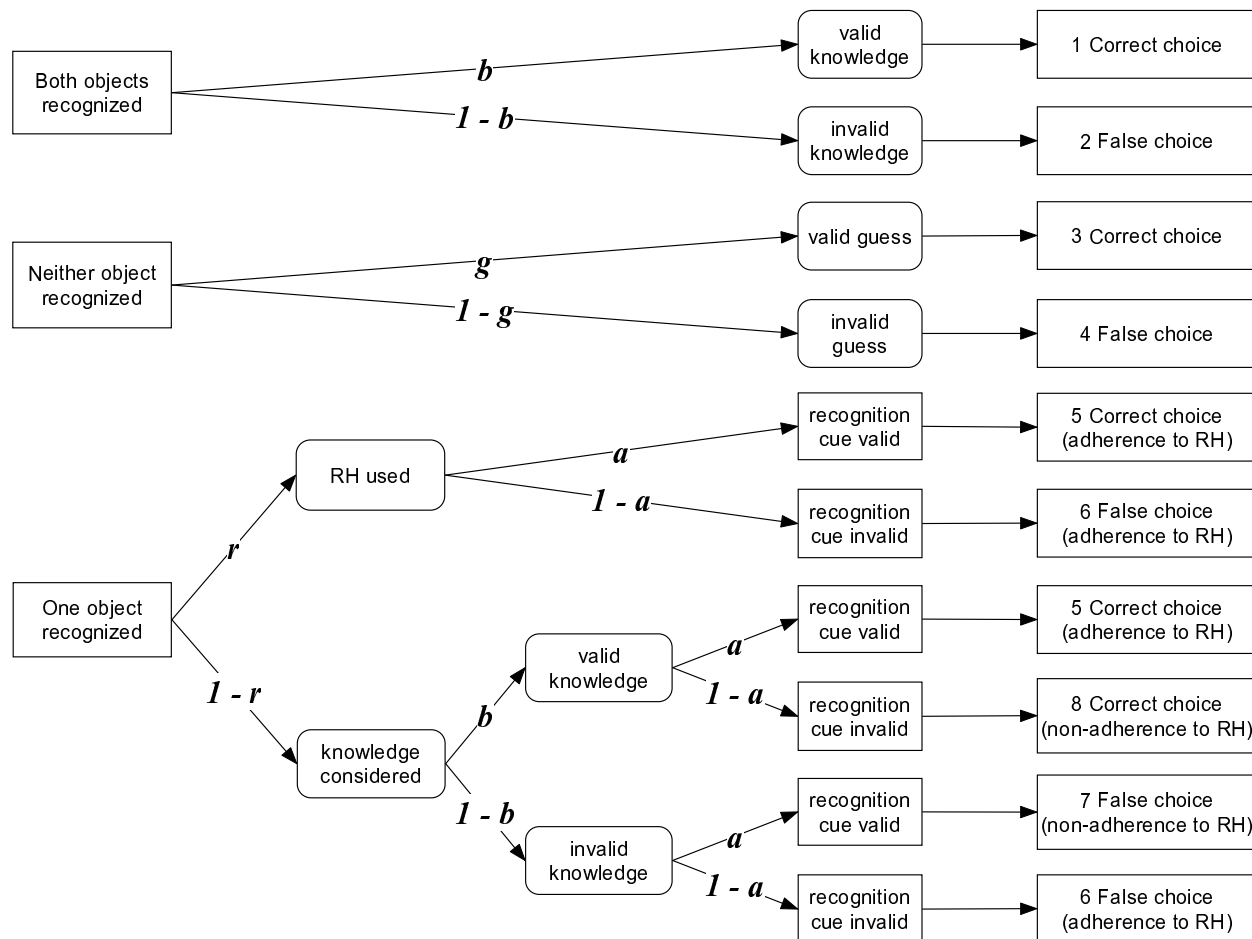 Both objects
recognized
b
1 - b
valid
knowledge
1 Correct choice
invalid
knowledge
2 False choice
Neither object
recognized
g
1 - g
valid guess
3 Correct choice
invalid
guess
4 False choice
One object
recognized
r
1 - r
RH used
a
1 - a
recognition
cue valid
5 Correct choice
(adherence to RH)
recognition
cue invalid
6 False choice
(adherence to RH)
knowledge
considered
b
1 - b
valid
knowledge
a
1 - a
recognition
cue valid
5 Correct choice
(adherence to RH)
recognition
cue invalid
8 Correct choice
(non-adherence to RH)
invalid
knowledge
a
1 - a
recognition
cue valid
7 False choice
(non-adherence to RH)
recognition
cue invalid
6 False choice
(adherence to RH)